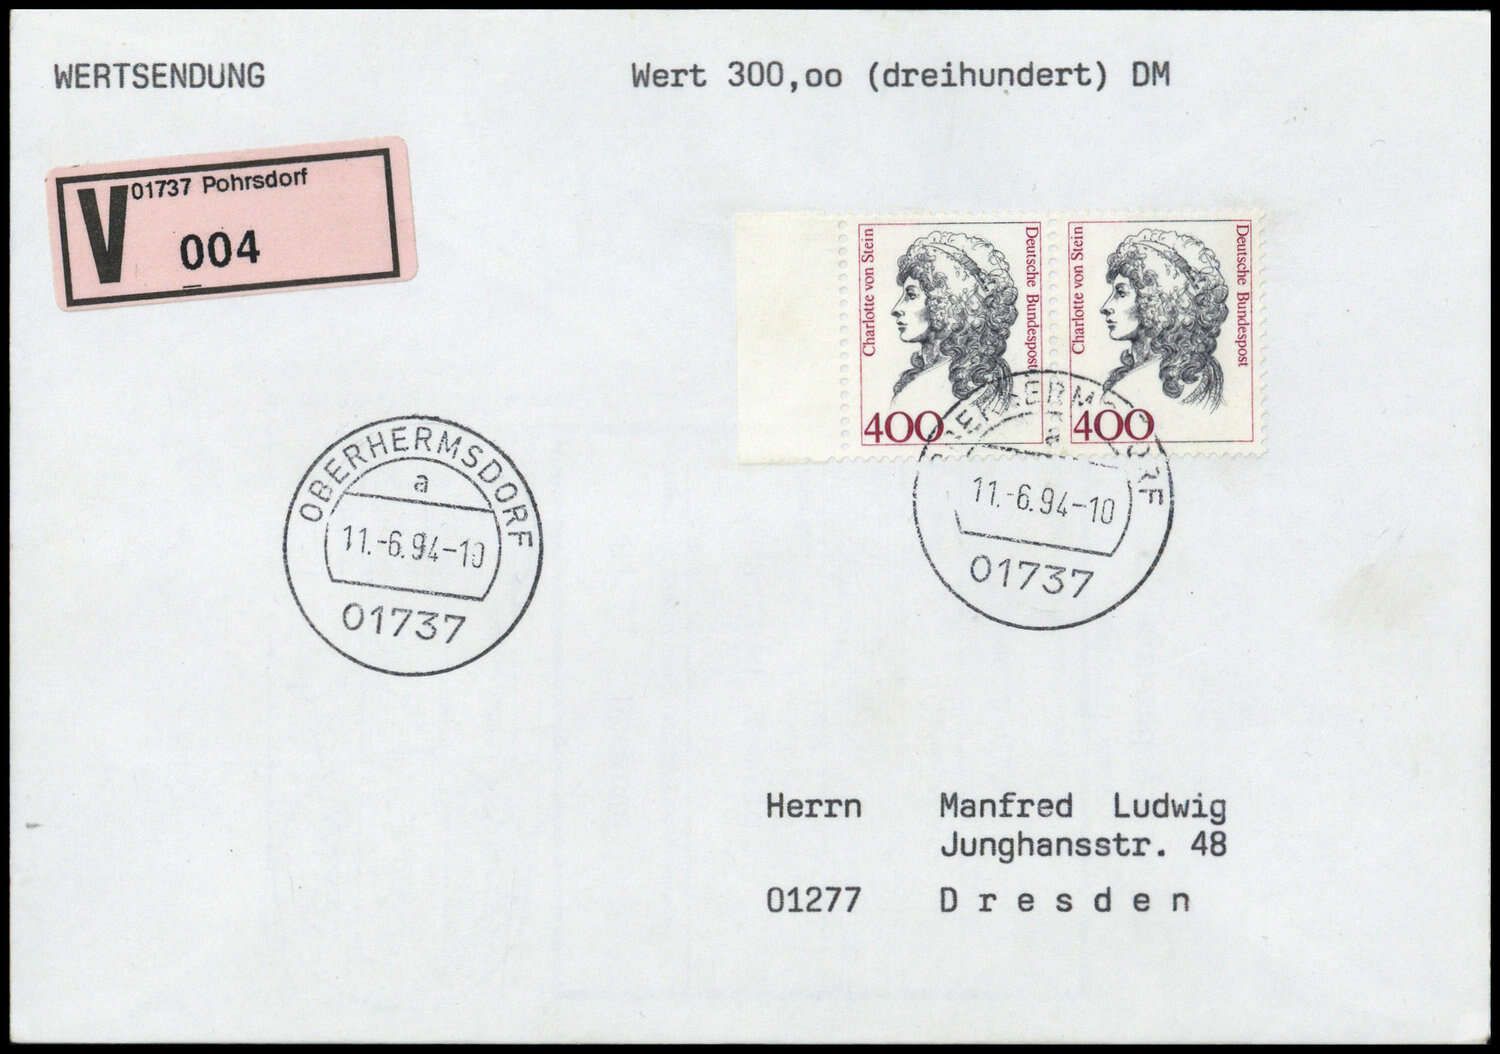 WERTSENDUNG
Wert 300,oo (dreihundert) DM
V 01737 Pohrsdorf
004
Charlotte von Stein
Deutsche Bundespost
400
Charlotte von Stein
Deutsche Bundespost
400
OBERHERMSDORF
a
11.-6.94-10
01737
OBERHERMSDORF
a
11.-6.94-10
01737
Herrn Manfred Ludwig
Junghansstr. 48
01277 Dresden